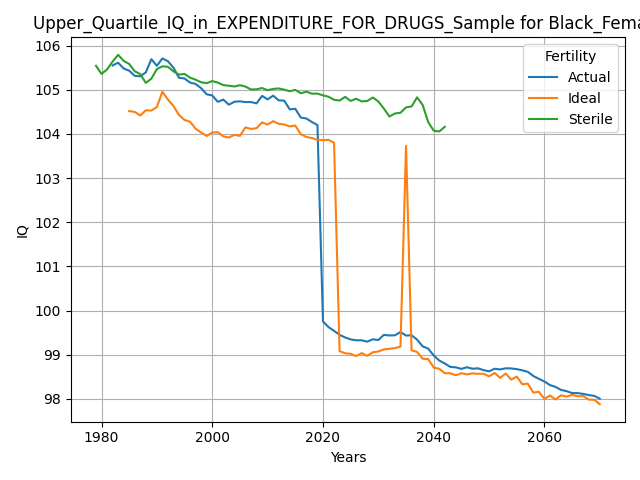 Upper_Quartile_IQ_in_EXPENDITURE_FOR_DRUGS_Sample for Black_Fema
106
105
104
103
102
101
100
99
98
IQ
Fertility
Actual
Ideal
Sterile
1980
2000
2020
2040
2060
Years